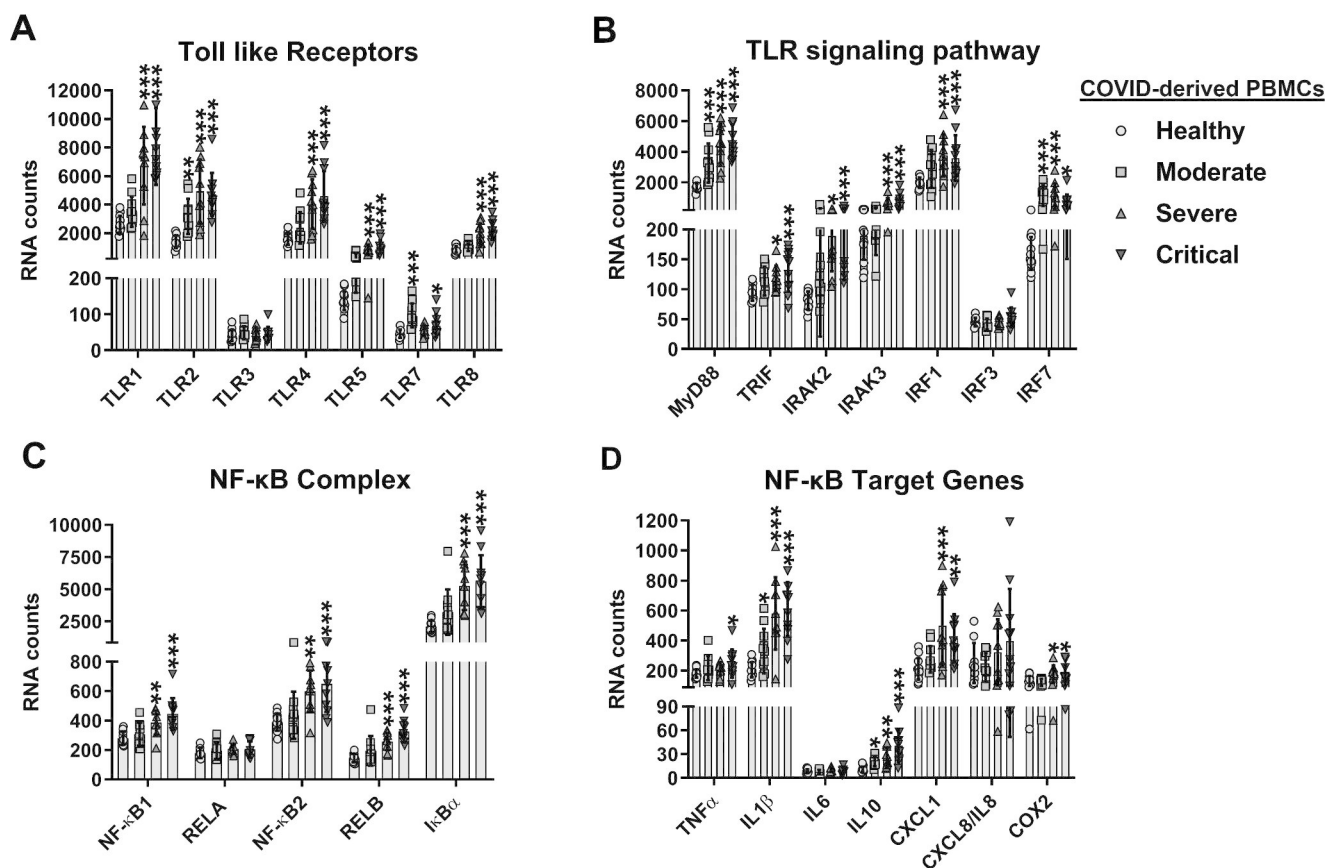 A
Toll like Receptors
RNA counts
12000
10000
8000
6000
4000
2000
200
100
0
*** ***
** *** ***
*** ***
*** ***
*** *
*** ***
TLR1
TLR2
TLR3
TLR4
TLR5
TLR7
TLR8
B
TLR signaling pathway
RNA counts
8000
6000
4000
2000
200
150
100
50
0
*** *** ***
* ***
* ***
*** ***
*** ***
*** *** *
MyD88
TRIF
IRAK2
IRAK3
IRF1
IRF3
IRF7
COVID-derived PBMCs
Healthy
Moderate
Severe
Critical
C
NF-κB Complex
RNA counts
10000
7500
5000
2500
800
600
400
200
0
** ***
** ***
*** ***
*** ***
NF-κB1
RELA
NF-κB2
RELB
IκBα
D
NF-κB Target Genes
RNA counts
1200
1000
800
600
400
200
90
60
30
0
*
* *** ***
* ** ***
*** **
* *
TNFα
IL1β
IL6
IL10
CXCL1
CXCL8/IL8
COX2